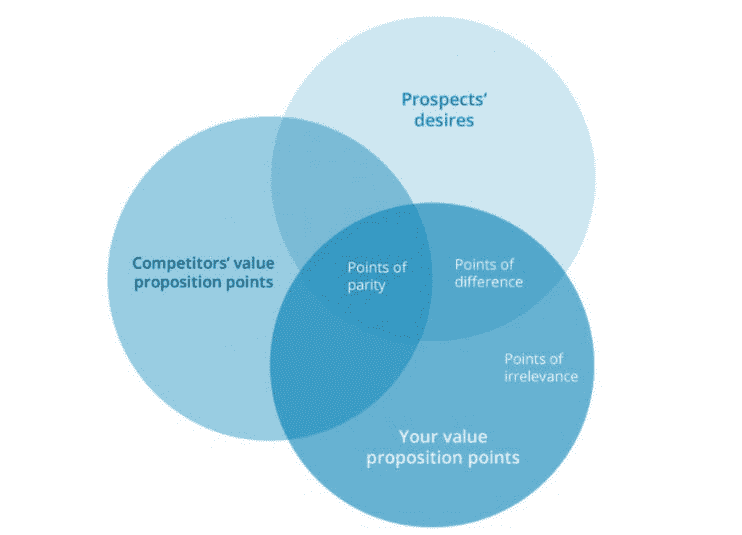 Prospects‘
desires
Competitors‘ value
proposition points
Points of
parity
Points of
difference
Points of
irrelevance
Your value
proposition points